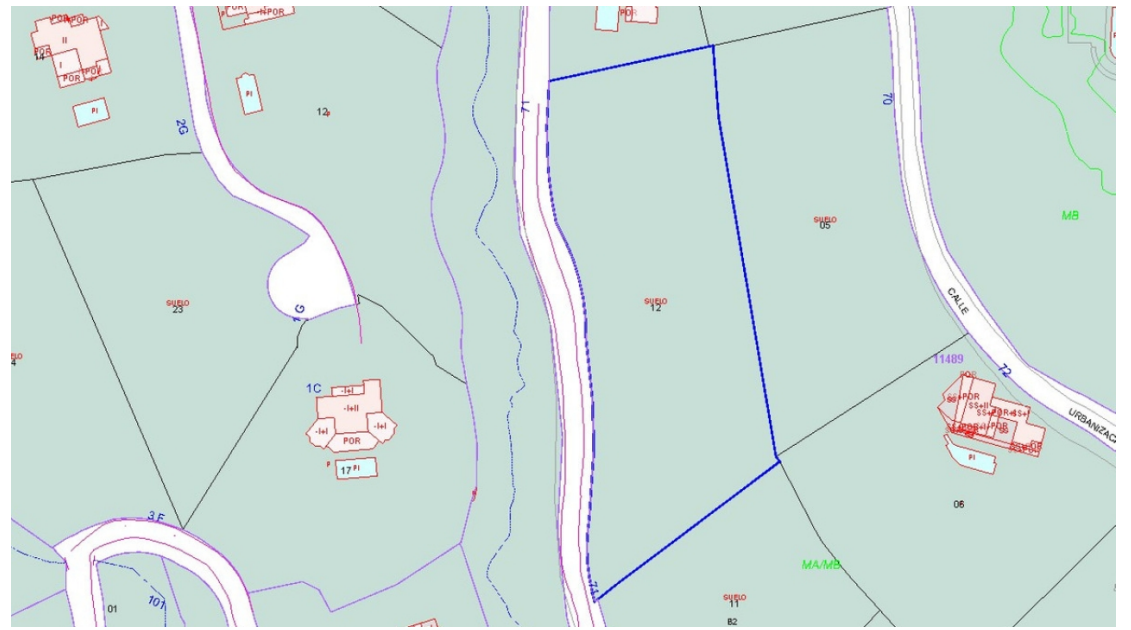 POR
POR
II
POR
I
14
POR
POR
PI
-I+POR
PI
2G
12
P
71
70
MB
SUELO
05
SUELO
23
SUELO
12
CALLE
72
URBANIZAC
11489
1C
-I+I
-I+II
-I+I
-I+I
POR
P
17
PI
PI
06
3F
MA/MB
71
101
01
SUELO
11
B2